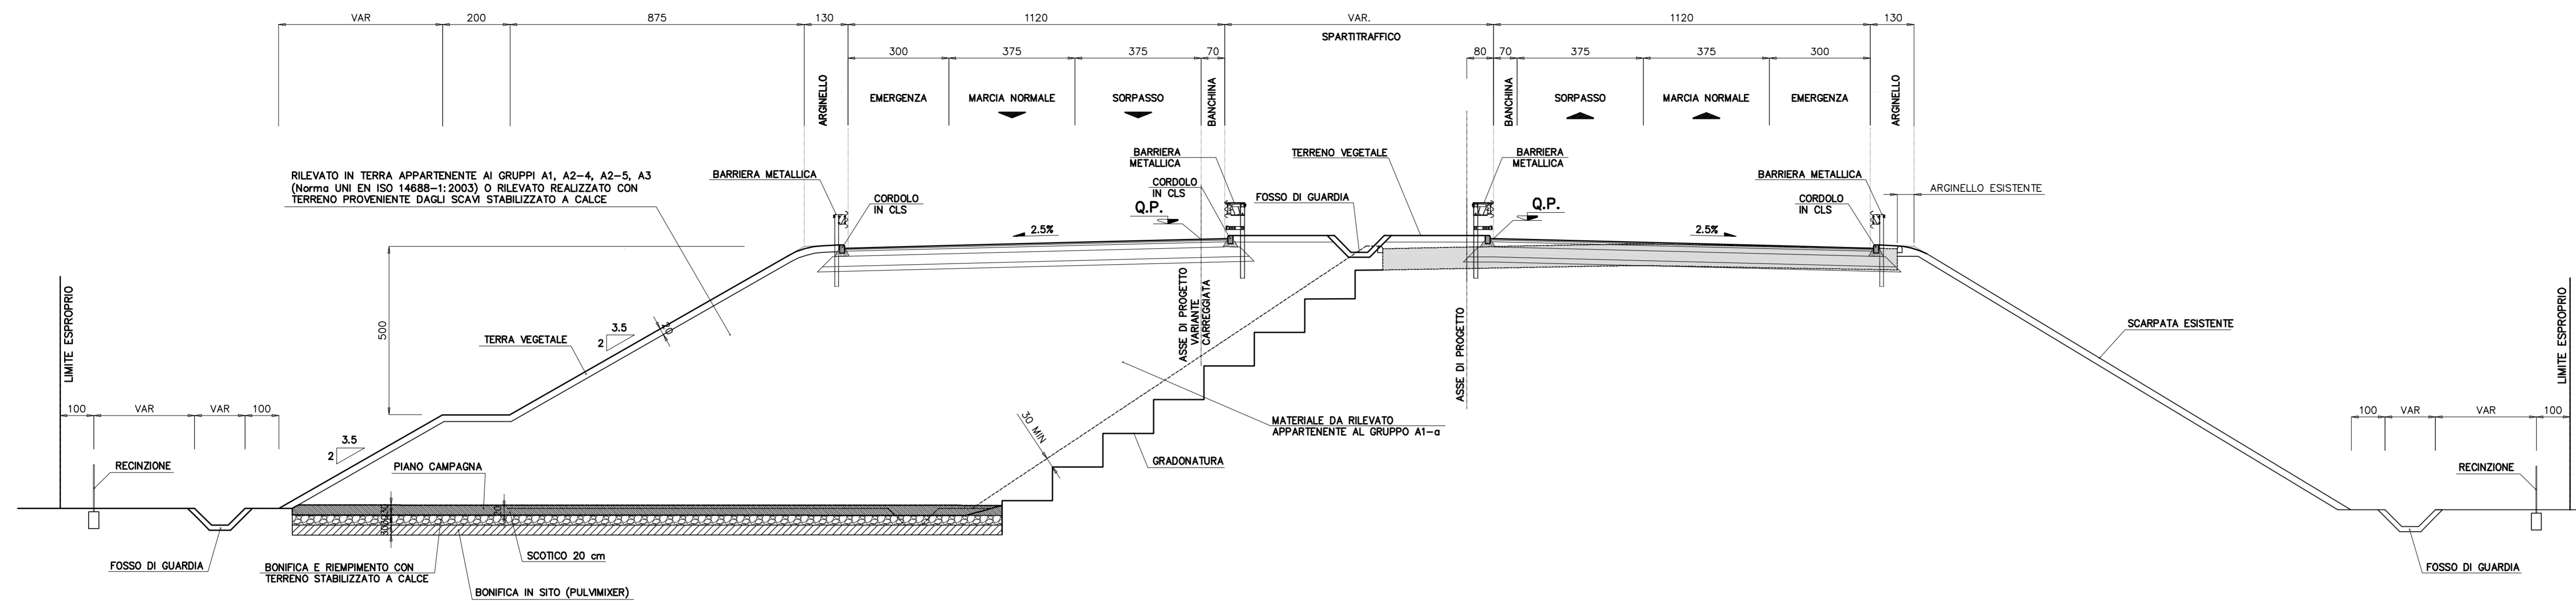 VAR
200
875
130
1120
VAR.
1120
130
SPARTITRAFFICO
300
375
375
70
80
70
375
375
300
ARGINELLO
EMERGENZA
MARCIA NORMALE
SORPASSO
BANCHINA
BANCHINA
SORPASSO
MARCIA NORMALE
EMERGENZA
ARGINELLO
RILEVATO IN TERRA APPARTENENTE AI GRUPPI A1, A2-4, A2-5, A3
(Norma UNI EN ISO 14688-1:2003) O RILEVATO REALIZZATO CON
TERRENO PROVENIENTE DAGLI SCAVI STABILIZZATO A CALCE
BARRIERA METALLICA
CORDOLO
IN CLS
BARRIERA
METALLICA
CORDOLO
IN CLS
Q.P.
FOSSO DI GUARDIA
TERRENO VEGETALE
BARRIERA
METALLICA
Q.P.
BARRIERA METALLICA
CORDOLO
IN CLS
ARGINELLO ESISTENTE
2.5%
2.5%
LIMITE ESPROPRIO
500
3.5
2
TERRA VEGETALE
20
ASSE DI PROGETTO
VARIANTE
CARREGGIATA
ASSE DI PROGETTO
SCARPATA ESISTENTE
LIMITE ESPROPRIO
100
VAR
VAR
100
100
VAR
VAR
100
3.5
2
RECINZIONE
PIANO CAMPAGNA
30 MIN
MATERIALE DA RILEVATO
APPARTENENTE AL GRUPPO A1-a
GRADONATURA
RECINZIONE
30
30
30
20
FOSSO DI GUARDIA
BONIFICA E RIEMPIMENTO CON
TERRENO STABILIZZATO A CALCE
SCOTICO 20 cm
BONIFICA IN SITO (PULVIMIXER)
FOSSO DI GUARDIA